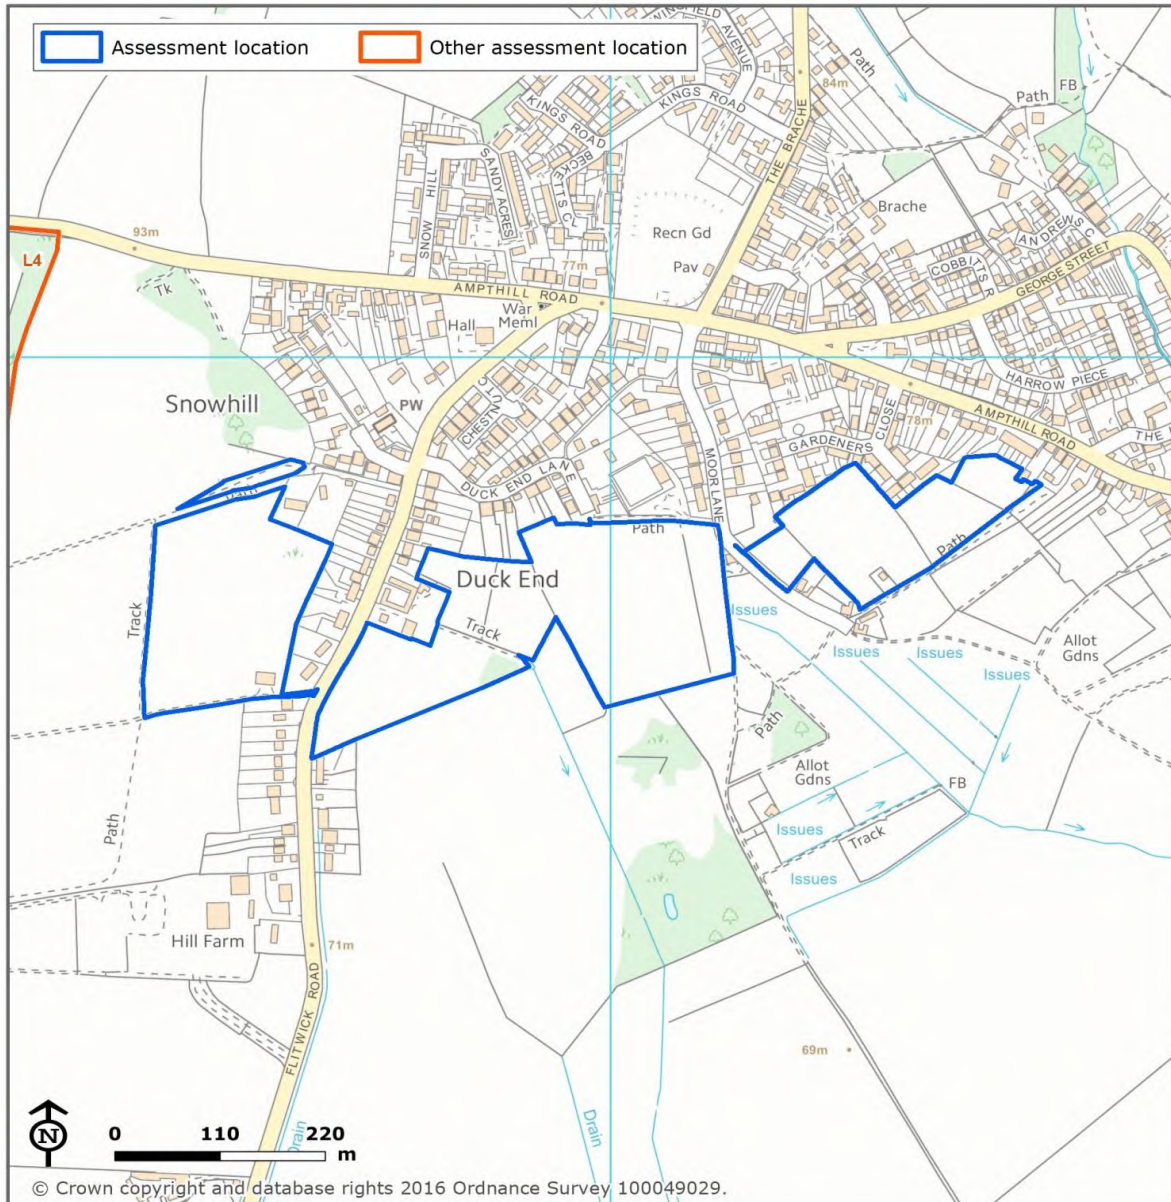 Assessment location
Other assessment location
AVENUE
KINGS ROAD
KINGS ROAD
THE BRACHE
84m
Path
Path
FB
SANDY ACRES
SNOW HILL
BECKETTS CL
Recn Gd
Pav
Brache
ANDREWS C
COBBITTS R
GEORGE STREET
93m
L4
Tk
77m
AMPTHILL ROAD
War
Meml
Hall
HARROW PIECE
Snowhill
PW
CHESTNUT C
MOOR LANE
GARDENERS CLOSE
78m
AMPTHILL ROAD
THE
DUCK END LANE
Path
Path
Path
Duck End
Track
Track
Issues
Issues
Issues
Issues
Allot
Gdns
Path
Allot
Gdns
FB
Issues
Track
Issues
Path
Hill Farm
71m
FLITWICK ROAD
69m
Drain
Drain
N
0 110 220
m
© Crown copyright and database rights 2016 Ordnance Survey 100049029.